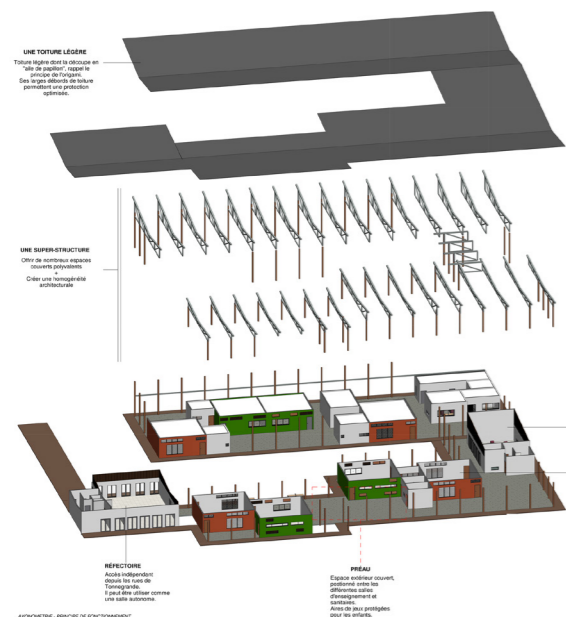 UNE TOITURE LÉGÈRE
Toiture légère dont la découpe en
"aile de papillon", rappel le
principe de l'origami.
Ses larges débords de toiture
permettent une protection
optimisée.
UNE SUPER-STRUCTURE
Offrir de nombreux espaces
couverts polyvalents
+
Créer une homogénéité
architecturale
RÉFECTOIRE
Accès indépendant
depuis les rues de
Tonnegrande.
Il peut être utiliser comme
une salle autonome.
PRÉAU
Espace extérieur couvert,
positionné entre les
différentes salles
d'enseignement et
sanitaires.
Aires de jeux protégées
pour les enfants.
AXONOMETRIE - PRINCIPE DE FONCTIONNEMENT